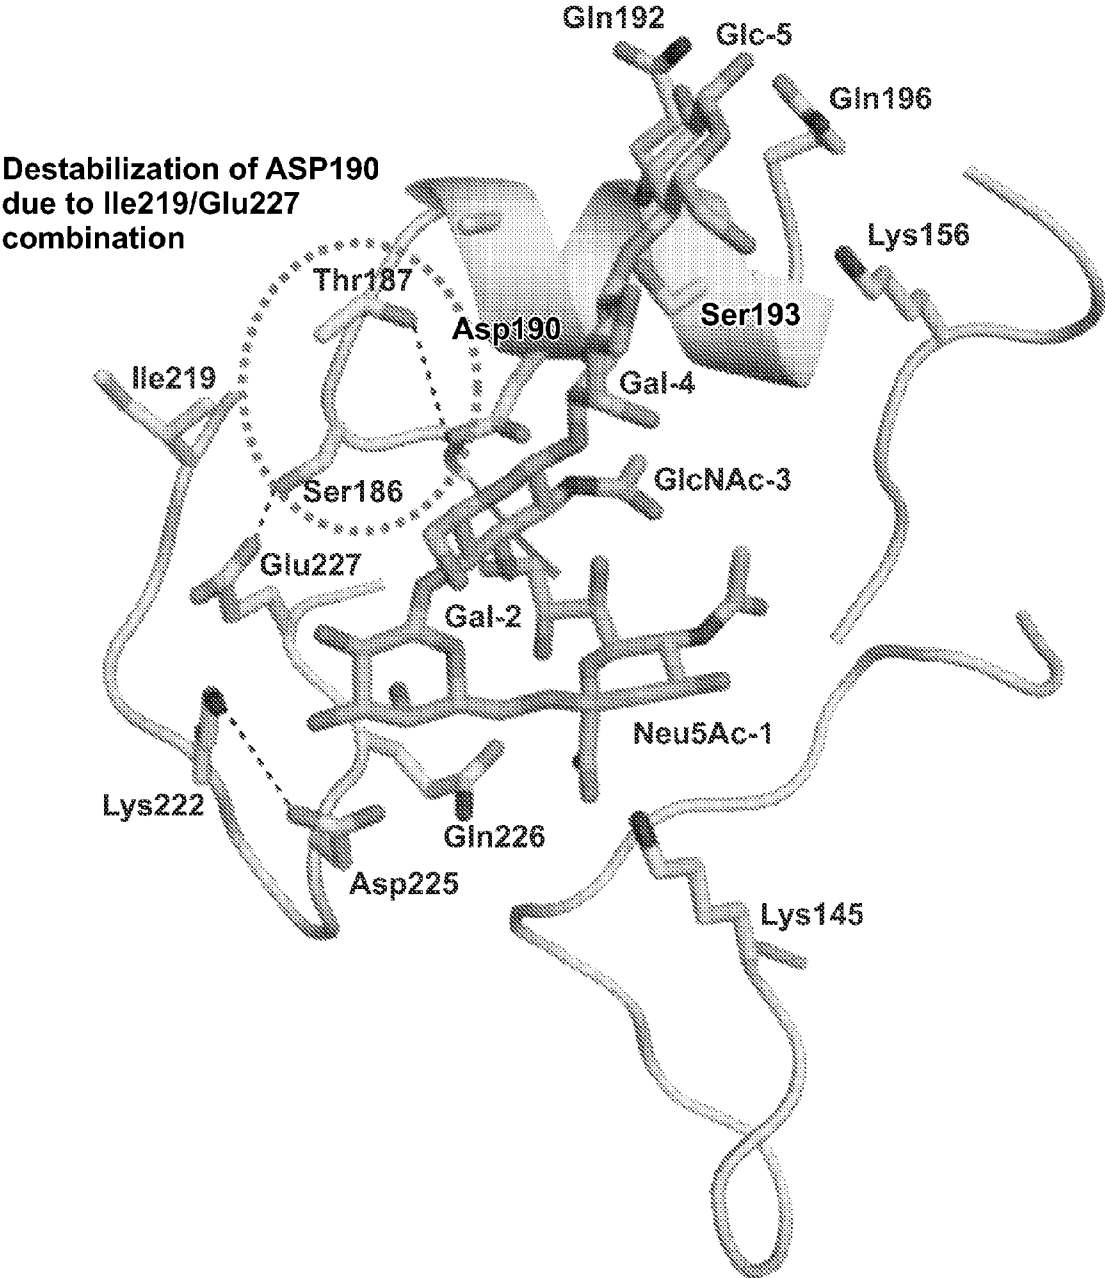 Gln192
Glc-5
Gln196
Destabilization of ASP190
due to Ile219/Glu227
combination
Lys156
Thr187
Asp190
Ser193
Ile219
Gal-4
Ser186
GlcNAc-3
Glu227
Gal-2
Neu5Ac-1
Lys222
Gln226
Asp225
Lys145